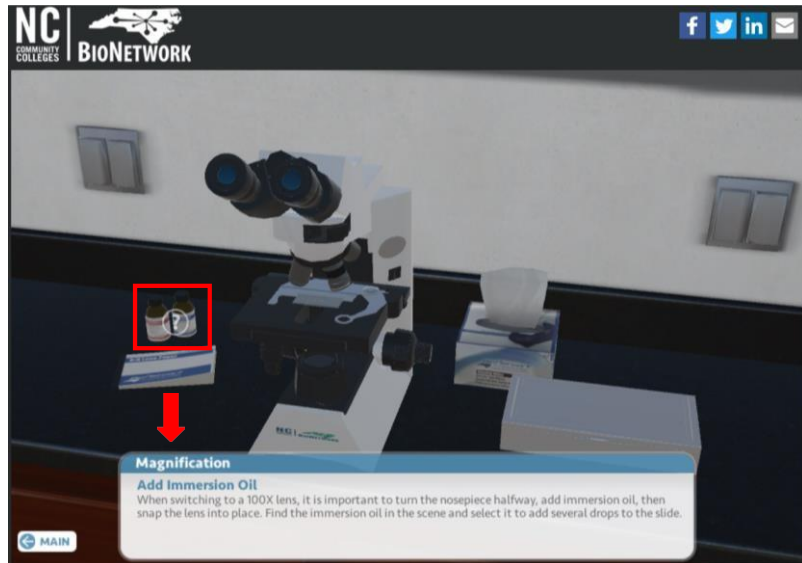 NC
COMMUNITY
COLLEGES
BIONETWORK
f
in
?
NC
Magnification
Add Immersion Oil
When switching to a 100X lens, it is important to turn the nosepiece halfway, add immersion oil, then
snap the lens into place. Find the immersion oil in the scene and select it to add several drops to the slide.
MAIN